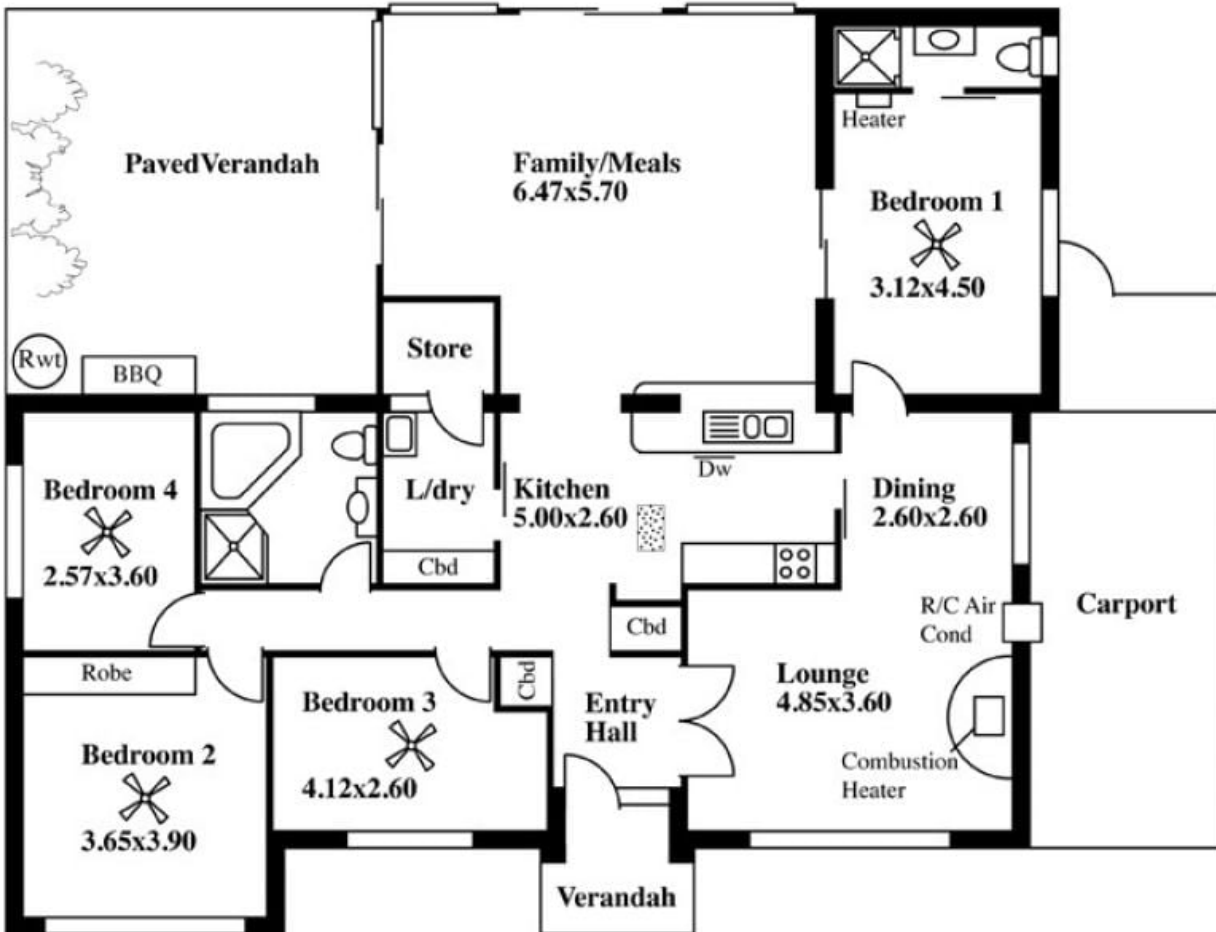 PavedVerandah
Family/Meals
6.47x5.70
Heater
Bedroom 1
3.12x4.50
Rwt
BBQ
Store
Bedroom 4
2.57x3.60
L/dry
Cbd
Kitchen
5.00x2.60
Dw
Dining
2.60x2.60
R/C Air
Cond
Carport
Cbd
Robe
Bedroom 2
3.65x3.90
Bedroom 3
4.12x2.60
Cbd
Entry
Hall
Lounge
4.85x3.60
Combustion
Heater
Verandah